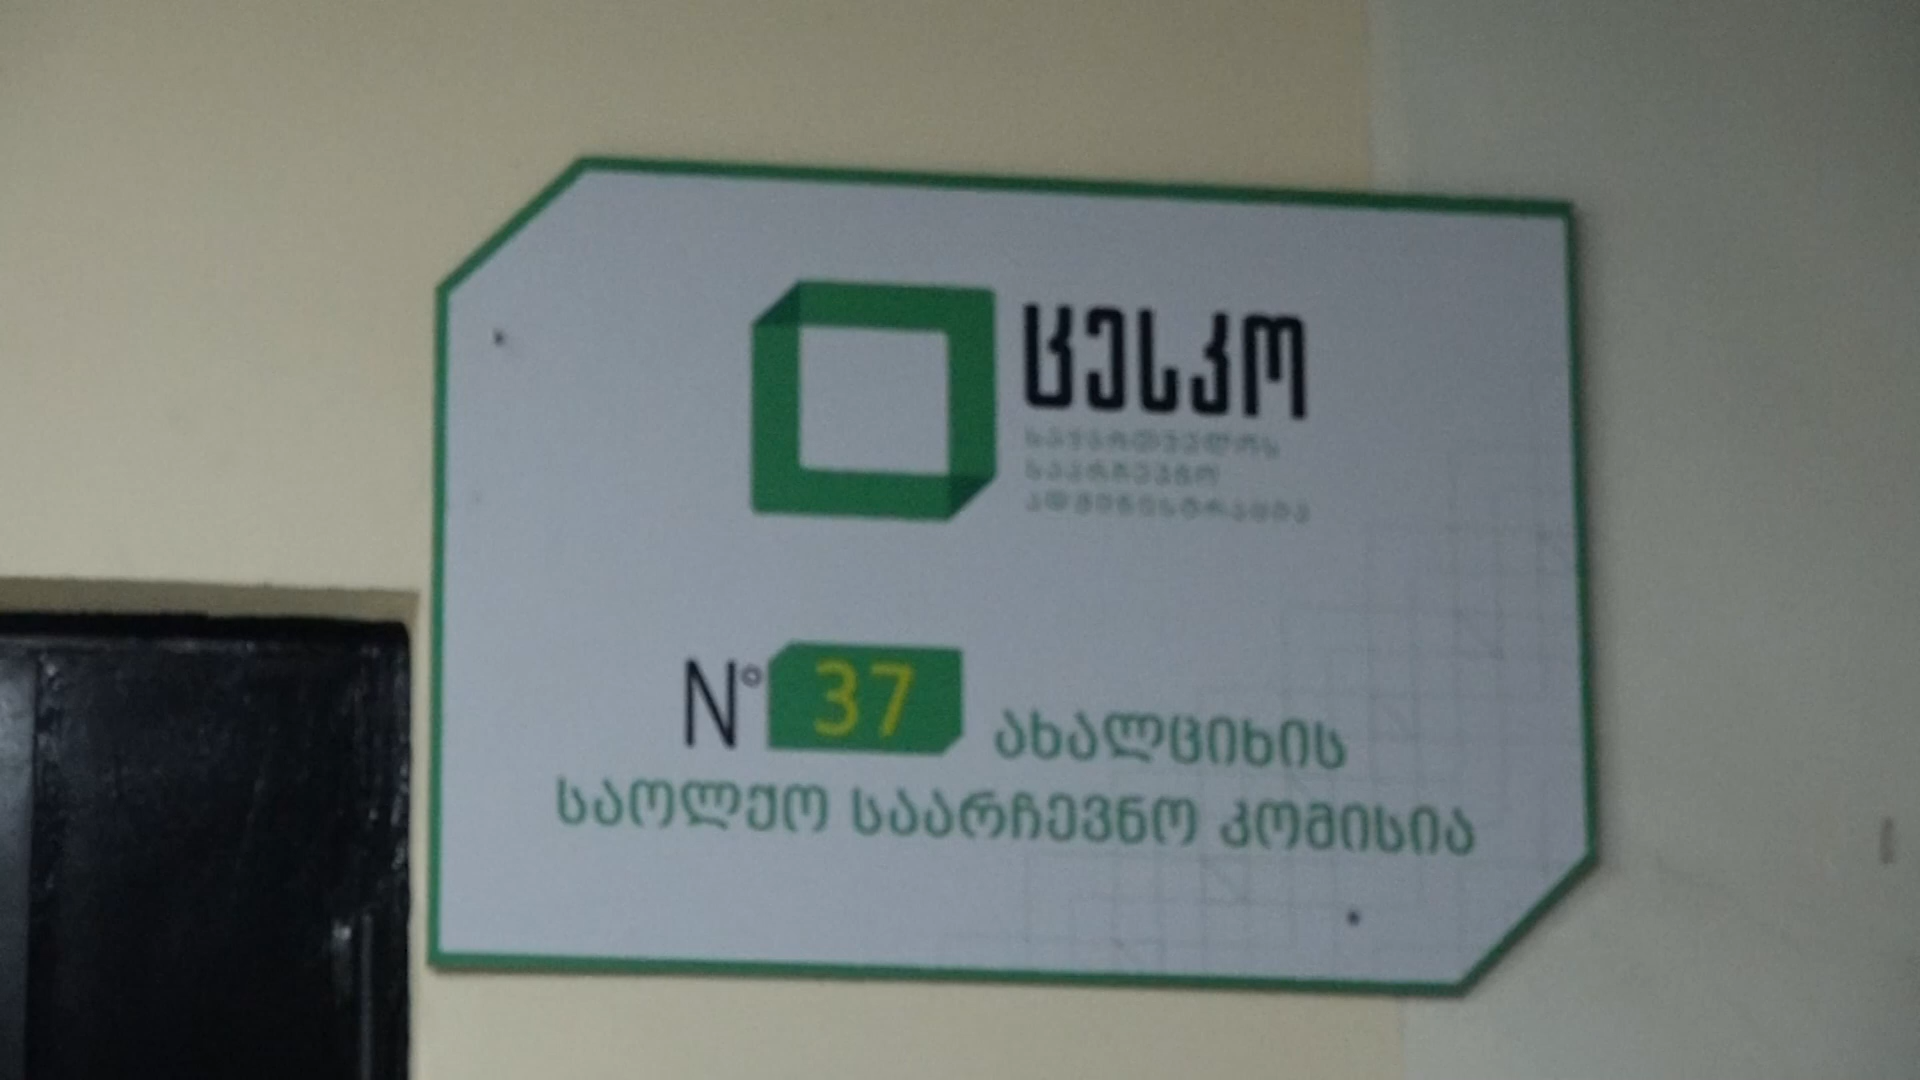 ცესკო
საქართველოს
საარჩევნო
ადმინისტრაცია
N° 37 ახალციხის
საოლქო საარჩევნო კომისია